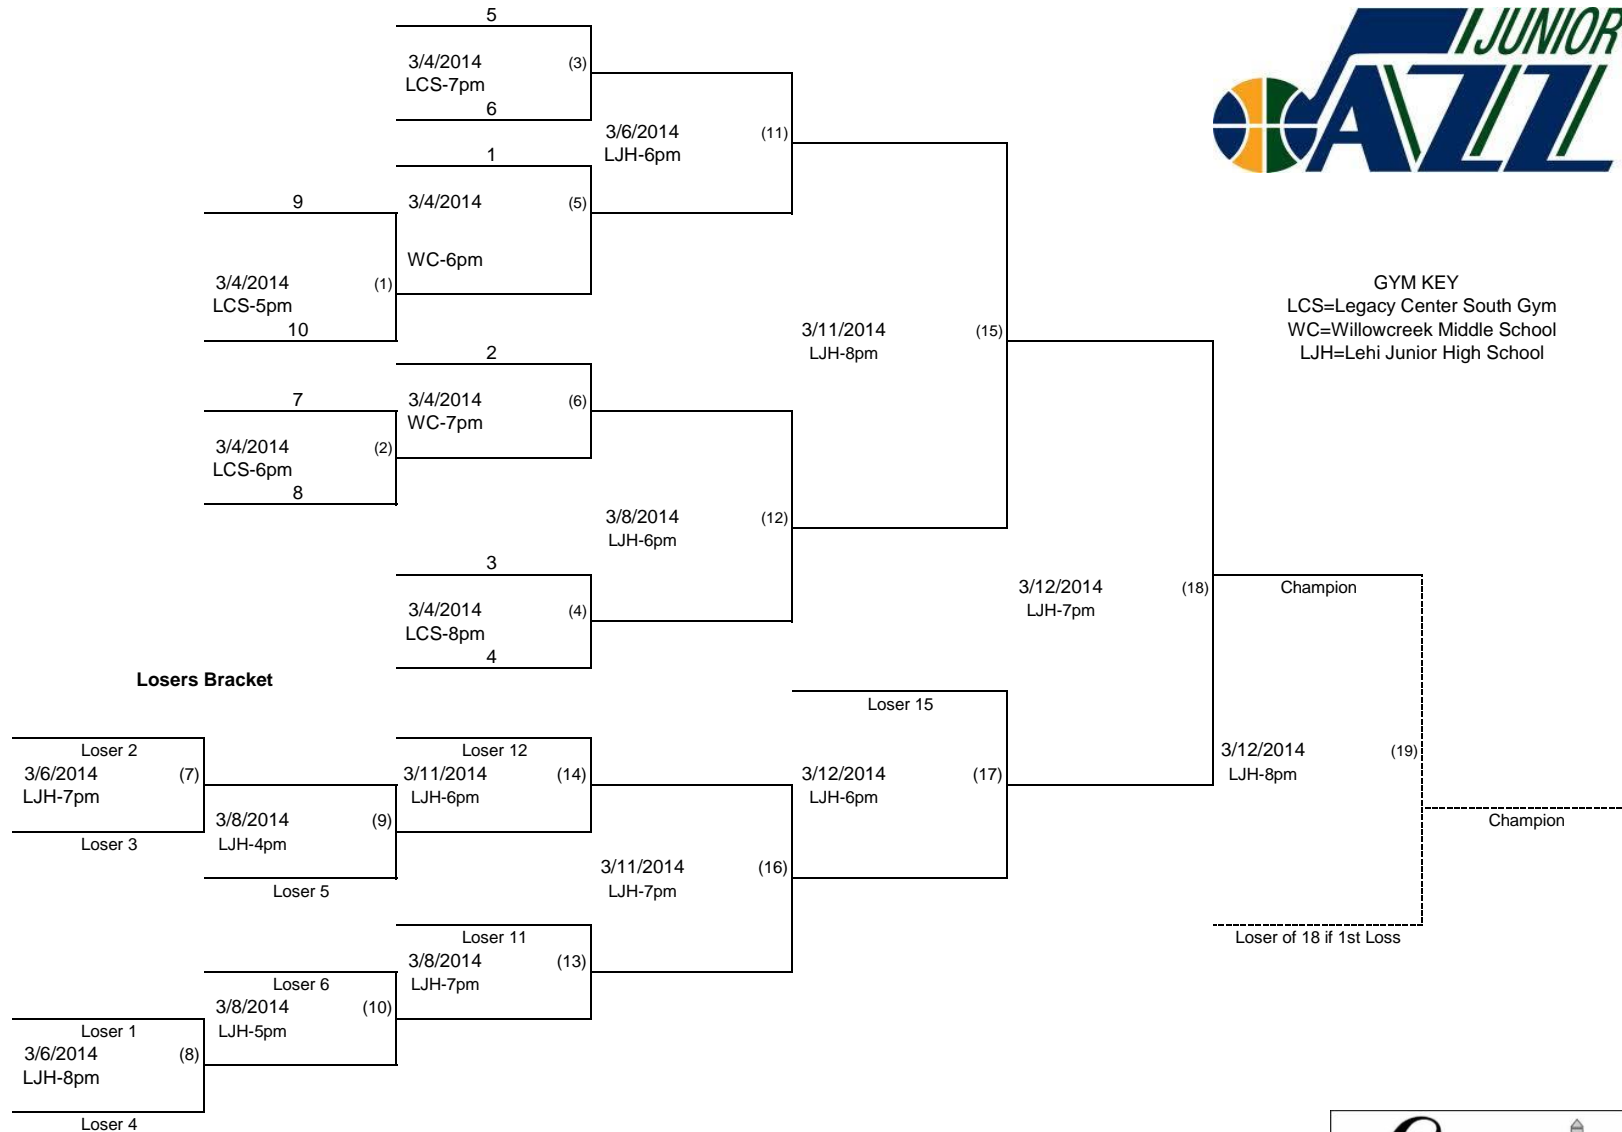 5
3/4/2014 (3)
LCS-7pm
6
3/6/2014 (11)
LJH-6pm
1
9
3/4/2014 (5)
WC-6pm
3/4/2014 (1)
LCS-5pm
10
JUNIOR
JAZZ
GYM KEY
LCS=Legacy Center South Gym
WC=Willowcreek Middle School
LJH=Lehi Junior High School
3/11/2014 (15)
LJH-8pm
2
7
3/4/2014 (6)
WC-7pm
3/4/2014 (2)
LCS-6pm
8
3/8/2014 (12)
LJH-6pm
3
3/4/2014 (4)
LCS-8pm
4
3/12/2014 (18)
LJH-7pm
Champion
Losers Bracket
Loser 15
Loser 2
3/6/2014 (7)
LJH-7pm
Loser 3
Loser 12
3/11/2014 (14)
LJH-6pm
3/12/2014 (17)
LJH-6pm
3/12/2014 (19)
LJH-8pm
Champion
3/8/2014 (9)
LJH-4pm
Loser 5
3/11/2014 (16)
LJH-7pm
Loser 11
3/8/2014 (13)
LJH-7pm
Loser of 18 if 1st Loss
Loser 6
3/8/2014 (10)
LJH-5pm
Loser 1
3/6/2014 (8)
LJH-8pm
Loser 4